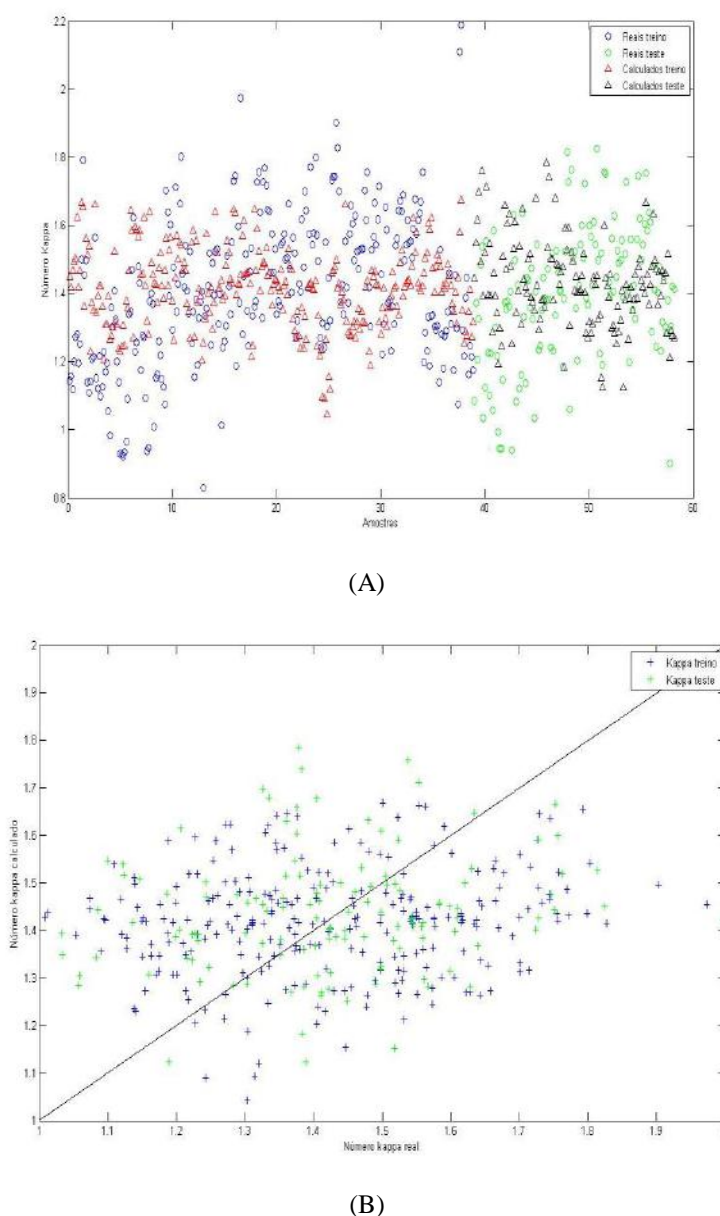 2.2
2
1.8
1.6
1.4
1.2
1
0.8
Número Kappa
0 10 20 30 40 50 60
Amostras
Reais treino
Reais teste
Calculados treino
Calculados teste
(A)
2
1.9
1.8
1.7
1.6
1.5
1.4
1.3
1.2
1.1
1
Número kappa calculado
1 1.1 1.2 1.3 1.4 1.5 1.6 1.7 1.8 1.9
Número kappa real
Kappa treino
Kappa teste
(B)